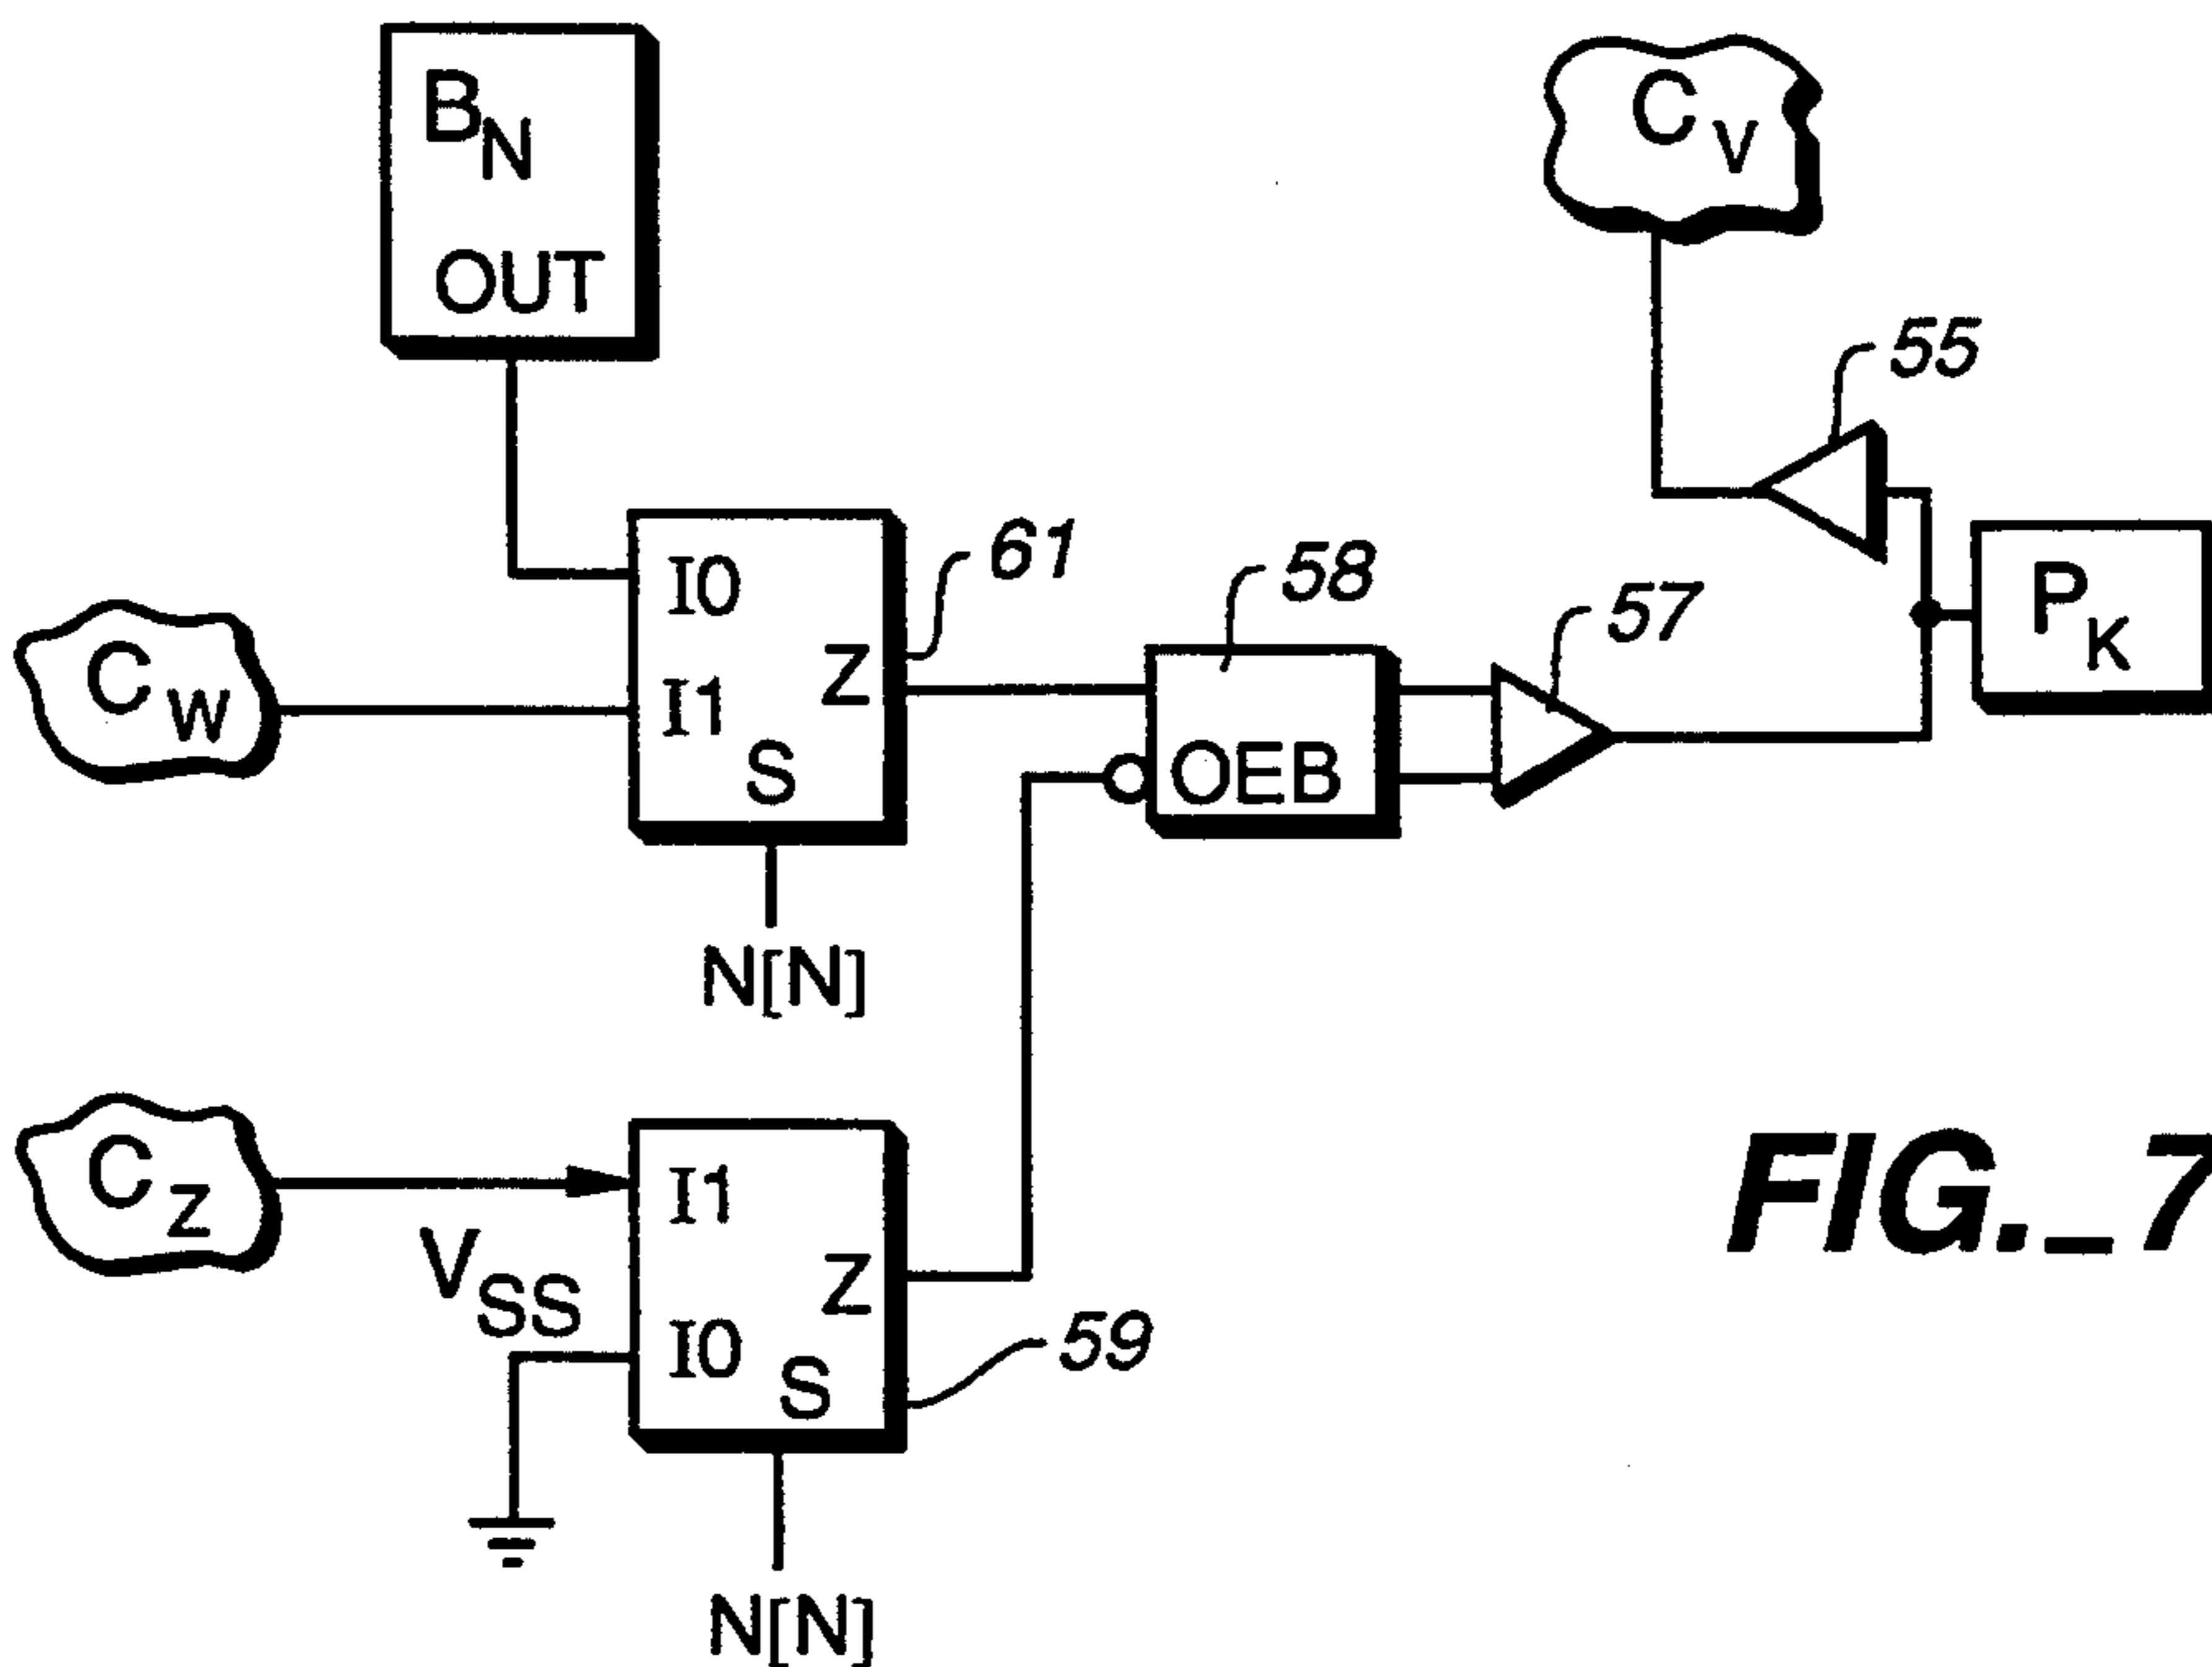 B_N
OUT
C_V
55
I0
61
58
57
P_K
C_W
I1
Z
S
OEB
N[N]
C_Z
I1
V_SS
Z
I0
S
59
N[N]
FIG._7